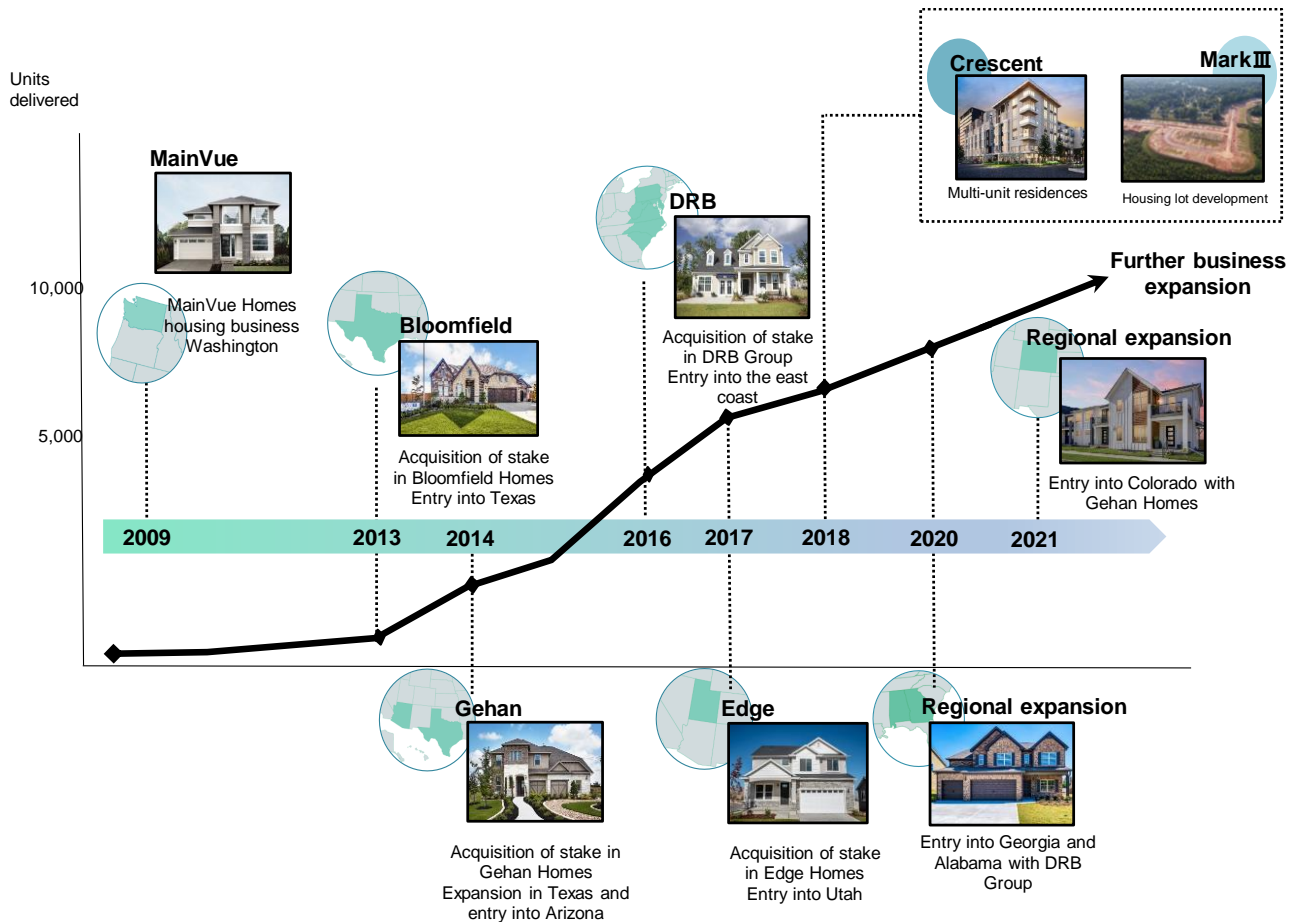 Units
delivered
10,000
5,000
MainVue
MainVue Homes
housing business
Washington
Bloomfield
Acquisition of stake
in Bloomfield Homes
Entry into Texas
DRB
Acquisition of stake
in DRB Group
Entry into the east
coast
Crescent
Multi-unit residences
MarkⅢ
Housing lot development
Further business
expansion
Regional expansion
Entry into Colorado with
Gehan Homes
2009
2013
2014
2016
2017
2018
2020
2021
Gehan
Acquisition of stake in
Gehan Homes
Expansion in Texas and
entry into Arizona
Edge
Acquisition of stake
in Edge Homes
Entry into Utah
Regional expansion
Entry into Georgia and
Alabama with DRB
Group